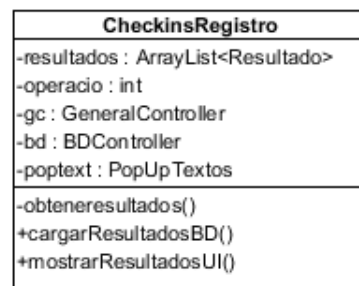 CheckinsRegistro
-resultados : ArrayList<Resultado>
-operacio : int
-gc : GeneralController
-bd : BDController
-poptext : PopUpTextos
-obteneresultados()
+cargarResultadosBD()
+mostrarResultadosUI()